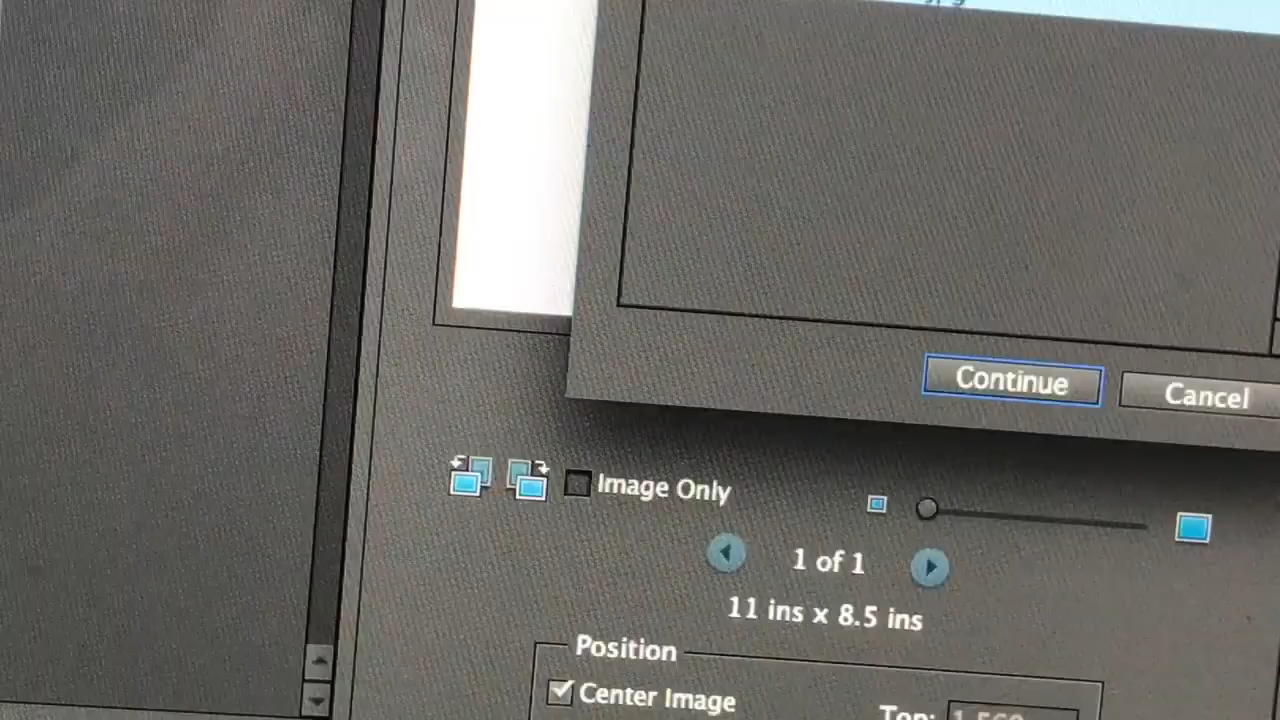 Continue
Cancel
Image Only
1 of 1
11 ins x 8.5 ins
Position
Center Image
Top: